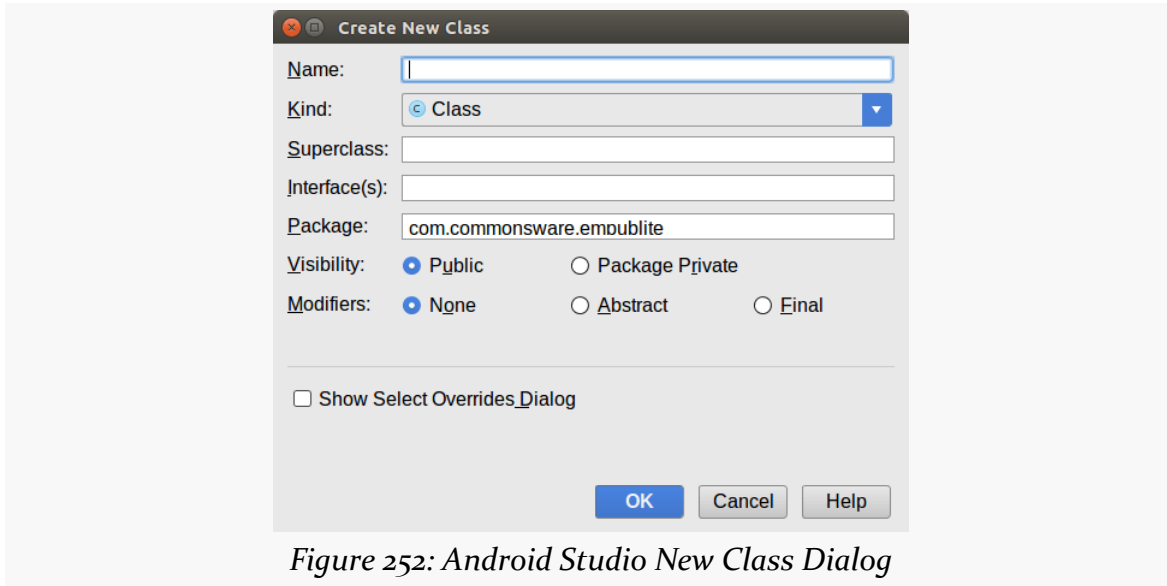 Create New Class
Name:
Kind: C Class
Superclass:
Interface(s):
Package: com.commonsware.empublite
Visibility: Public Package Private
Modifiers: None Abstract Final
Show Select Overrides Dialog
OK Cancel Help
Figure 252: Android Studio New Class Dialog